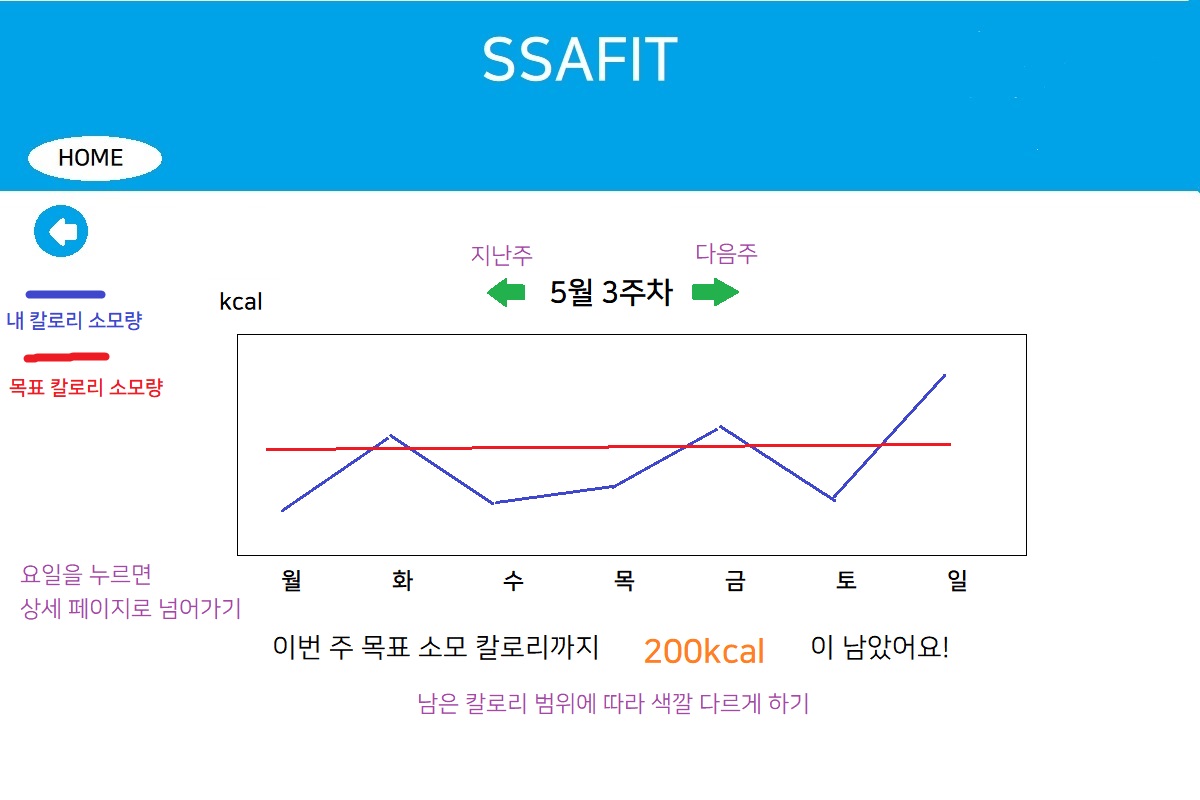 SSAFIT
HOME
지난주 다음주
5월 3주차
kcal
내 칼로리 소모량
목표 칼로리 소모량
월 화 수 목 금 토 일
요일을 누르면
상세 페이지로 넘어가기
이번 주 목표 소모 칼로리까지 200kcal 이 남았어요!
남은 칼로리 범위에 따라 색깔 다르게 하기